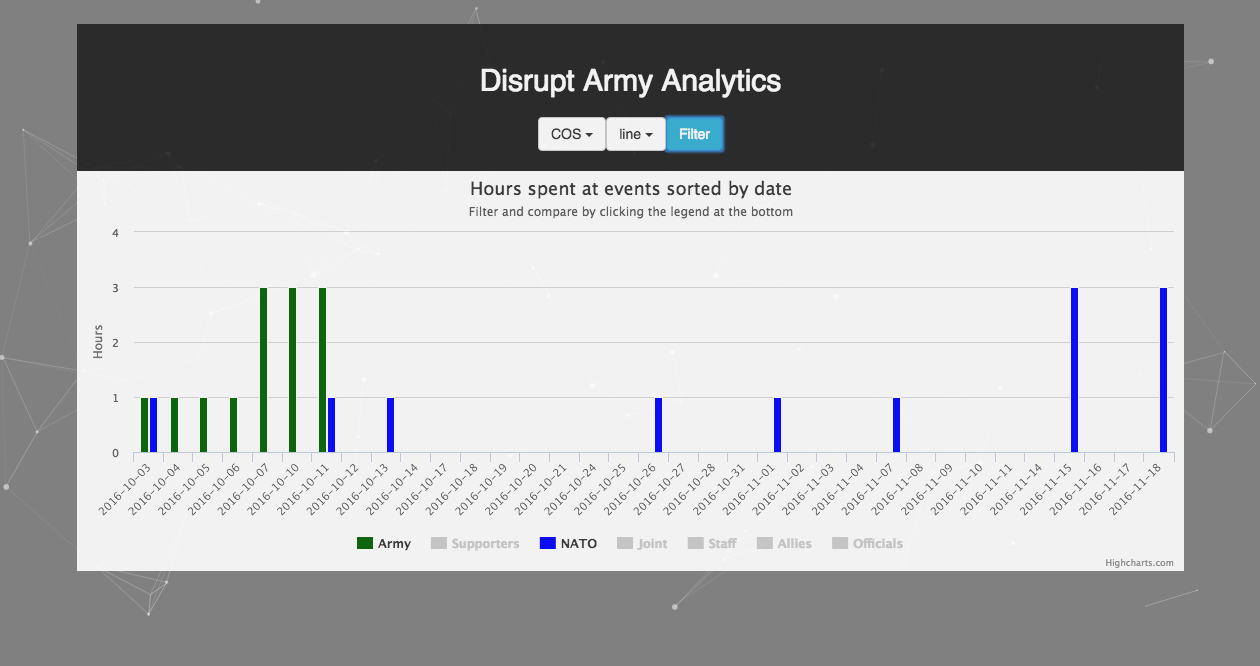 Disrupt Army Analytics
COS line Filter
Hours spent at events sorted by date
Filter and compare by clicking the legend at the bottom
4
3
2
1
0
Hours
2016-10-03 2016-10-04 2016-10-05 2016-10-06 2016-10-07 2016-10-10 2016-10-11 2016-10-12 2016-10-13 2016-10-14 2016-10-17 2016-10-18 2016-10-19 2016-10-20 2016-10-21 2016-10-24 2016-10-25 2016-10-26 2016-10-27 2016-10-28 2016-10-31 2016-11-01 2016-11-02 2016-11-03 2016-11-04 2016-11-07 2016-11-08 2016-11-09 2016-11-10 2016-11-11 2016-11-14 2016-11-15 2016-11-16 2016-11-17 2016-11-18
Army Supporters NATO Joint Staff Allies Officials
Highcharts.com